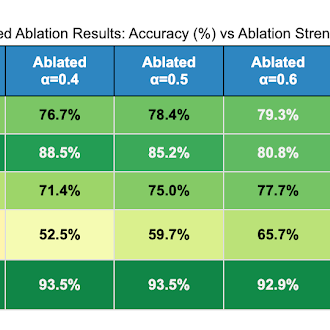 ed Ablation Results: Accuracy (%) vs Ablation Stren
Ablated Ablated Ablated
α=0.4 α=0.5 α=0.6
76.7% 78.4% 79.3%
88.5% 85.2% 80.8%
71.4% 75.0% 77.7%
52.5% 59.7% 65.7%
93.5% 93.5% 92.9%